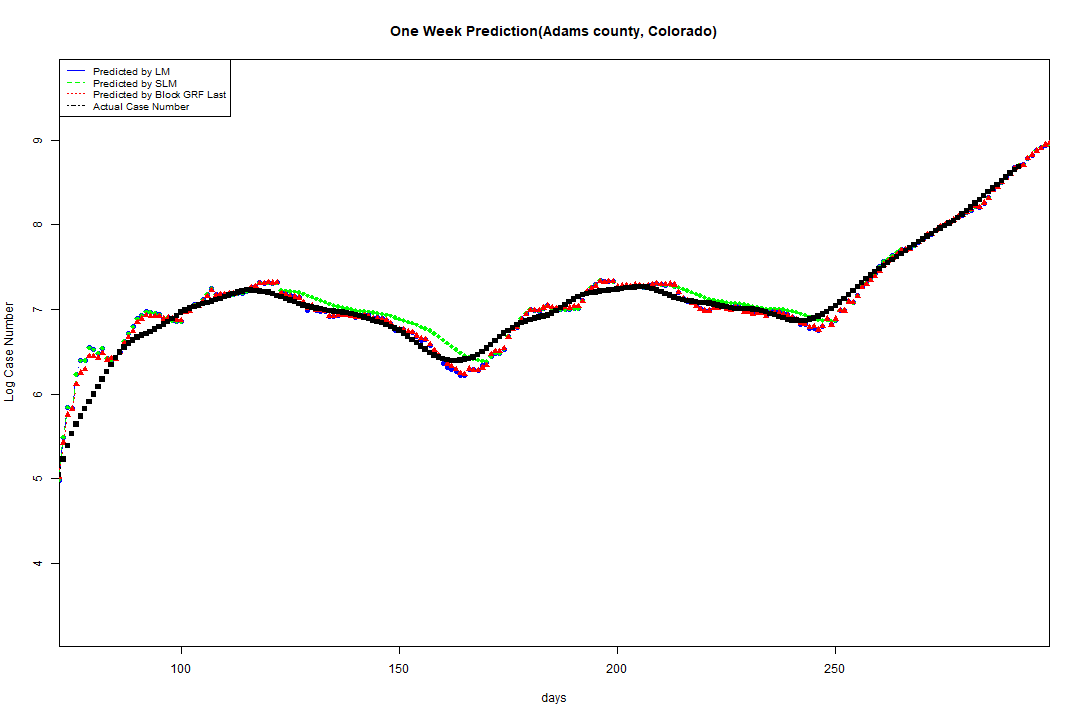 One Week Prediction(Adams county, Colorado)
Predicted by LM
Predicted by SLM
Predicted by Block GRF Last
Actual Case Number
9
8
7
6
5
4
Log Case Number
100 150 200 250
days